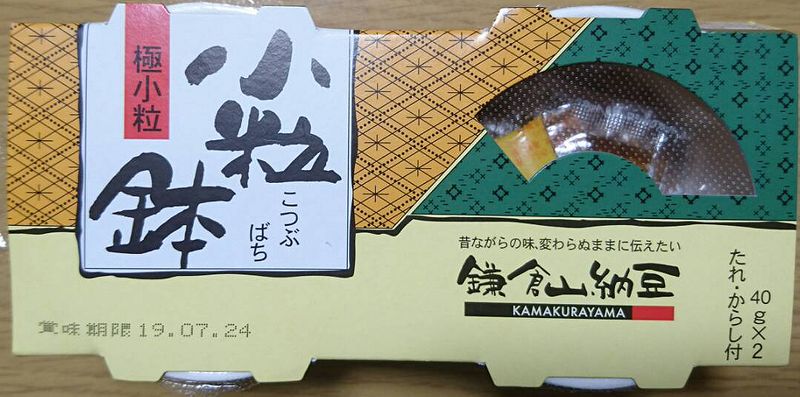 極小粒
小粒鉢
こつぶ
ばち
昔ながらの味、変わらぬままに伝えたい
鎌倉山納豆
KAMAKURAYAMA
たれ・からし付
40g×2
賞味期限19.07.24